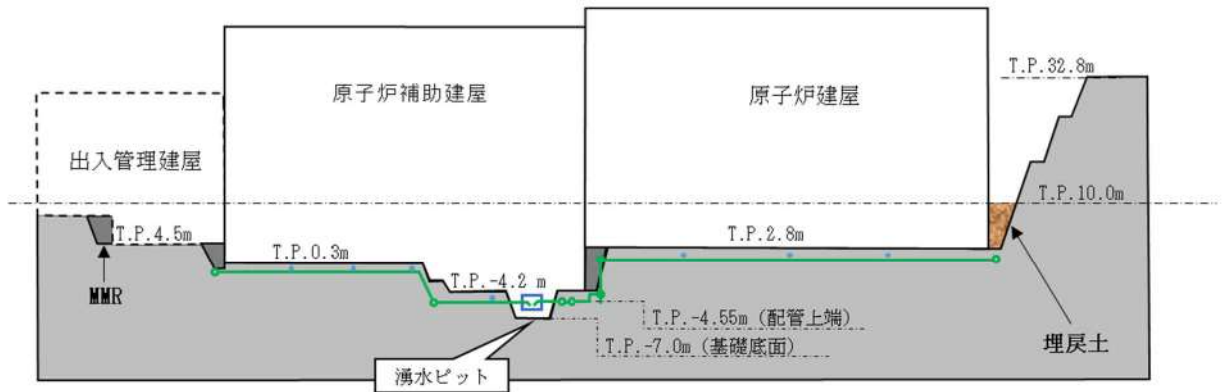 T.P.32.8m
原子炉補助建屋
原子炉建屋
出入管理建屋
T.P.10.0m
T.P.4.5m
T.P.0.3m
T.P.2.8m
T.P.-4.2 m
MMR
T.P.-4.55m (配管上端)
T.P.-7.0m (基礎底面)
埋戻土
湧水ピット